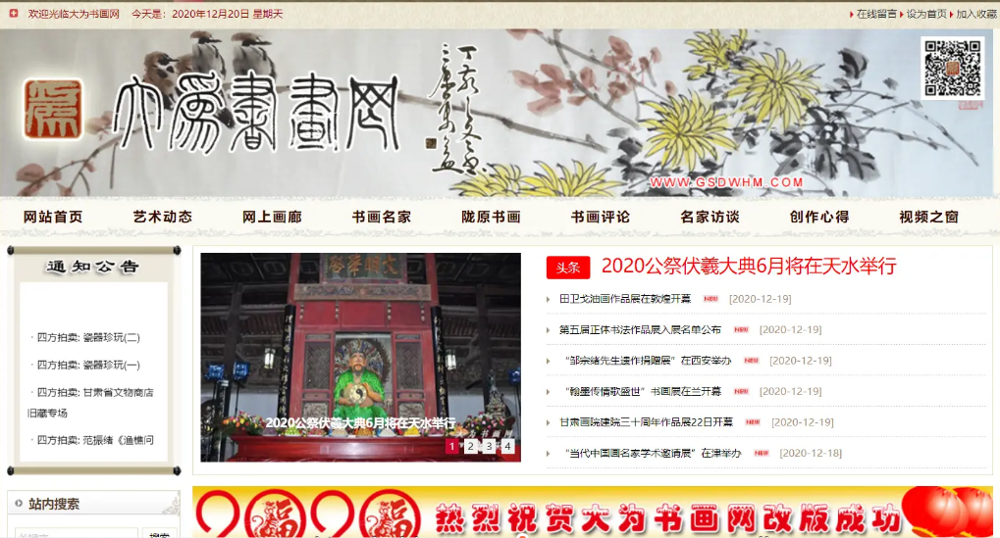 欢迎光临大为书画网 今天是：2020年12月20日 星期天
在线留言 设为首页 加入收藏
大為書畫网
WWW.GSDWHM.COM
网站首页 艺术动态 网上画廊 书画名家 陇原书画 书画评论 名家访谈 创作心得 视频之窗
通知公告
· 四方拍卖: 瓷器珍玩(二)
· 四方拍卖: 瓷器珍玩(一)
· 四方拍卖: 甘肃省文物商店
旧藏专场
· 四方拍卖: 范振绪《渔樵问
2020公祭伏羲大典6月将在天水举行
1 2 3 4
头条 2020公祭伏羲大典6月将在天水举行
田卫戈油画作品展在敦煌开幕 NEW [2020-12-19]
第五届正体书法作品展入展名单公布 NEW [2020-12-19]
“邹宗绪先生遗作捐赠展”在西安举办 NEW [2020-12-19]
“翰墨传情歌盛世”书画展在兰开幕 NEW [2020-12-19]
甘肃画院建院三十周年作品展22日开幕 NEW [2020-12-19]
“当代中国画名家学术邀请展”在津举办 NEW [2020-12-18]
站内搜索
搜索
2020 福 福 热烈祝贺大为书画网改版成功